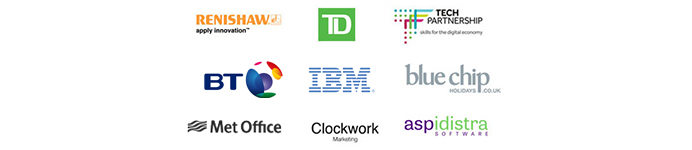 RENISHAW
apply innovation™
TD
TECH
PARTNERSHIP
skills for the digital economy
BT
IBM®
blue chip
HOLIDAYS.CO.UK
Met Office
Clockwork
Marketing
aspidistra
SOFTWARE